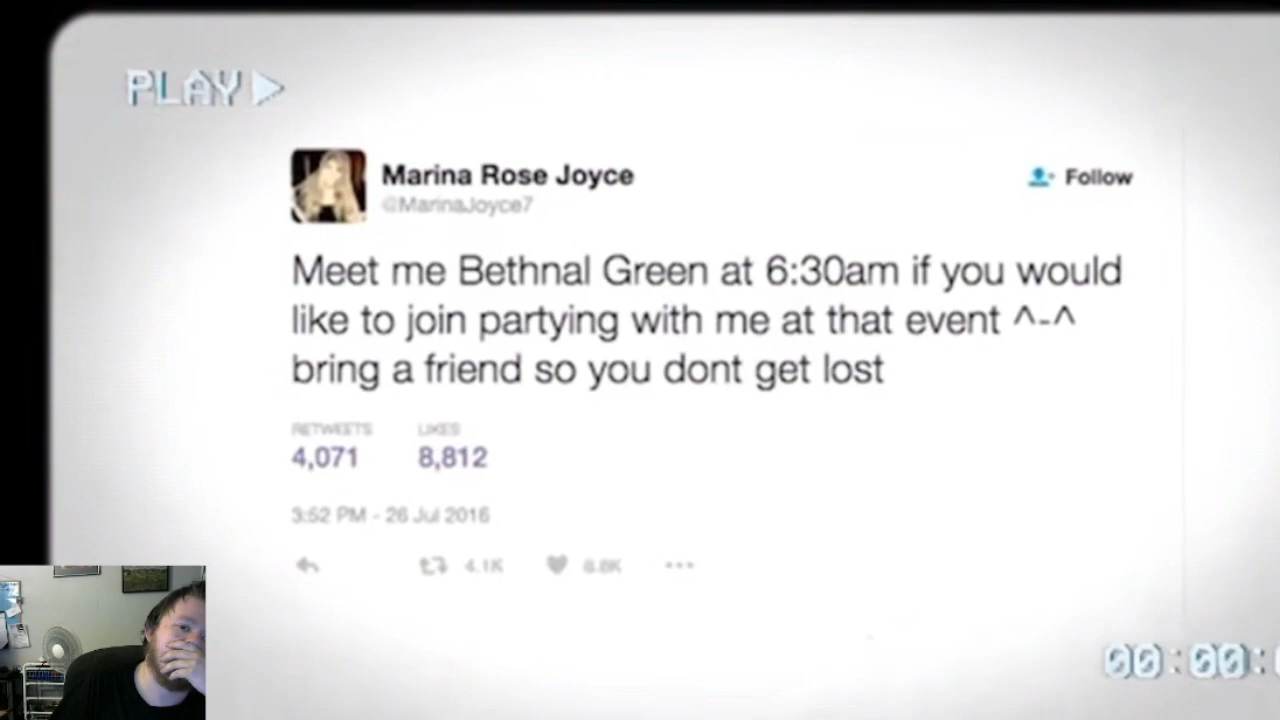 PLAY
Marina Rose Joyce
@MarinaJoyce7
Follow
Meet me Bethnal Green at 6:30am if you would
like to join partying with me at that event ^-^
bring a friend so you dont get lost
RETWEETS LIKES
4,071 8,812
3:52 PM - 26 Jul 2016
4.1K 8.8K
00:00: